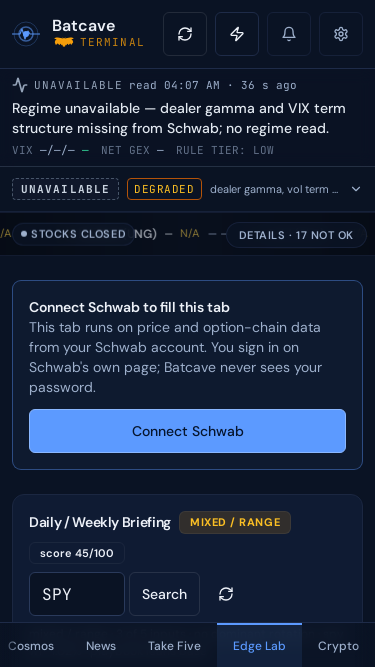 Batcave
TERMINAL
UNAVAILABLE read 04:07 AM · 36 s ago
Regime unavailable — dealer gamma and VIX term
structure missing from Schwab; no regime read.
VIX —/—/— — NET GEX — RULE TIER: LOW
UNAVAILABLE DEGRADED dealer gamma, vol term …
/A STOCKS CLOSED NG) — N/A — – DETAILS · 17 NOT OK
Connect Schwab to fill this tab
This tab runs on price and option-chain data
from your Schwab account. You sign in on
Schwab's own page; Batcave never sees your
password.
Connect Schwab
Daily / Weekly Briefing MIXED / RANGE
score 45/100
SPY Search
Cosmos News Take Five Edge Lab Crypto